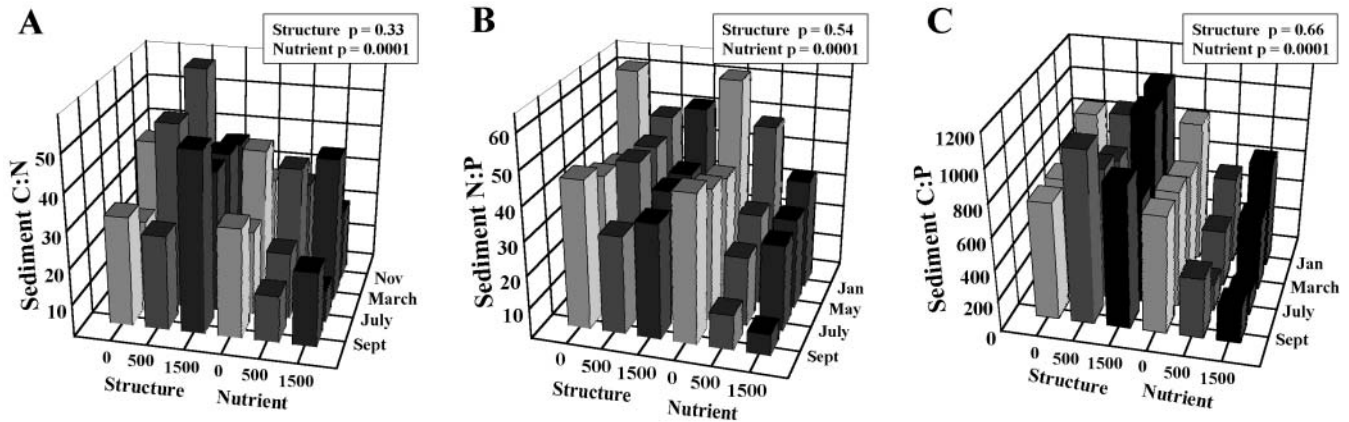 A
Structure p = 0.33
Nutrient p = 0.0001
Sediment C:N
50
40
30
20
10
Nov
March
July
Sept
0 500 1500 0 500 1500
Structure Nutrient
B
Structure p = 0.54
Nutrient p = 0.0001
Sediment N:P
60
50
40
30
20
10
Jan
May
July
Sept
0 500 1500 0 500 1500
Structure Nutrient
C
Structure p = 0.66
Nutrient p = 0.0001
Sediment C:P
1200
1000
800
600
400
200
0
Jan
March
July
Sept
0 500 1500 0 500 1500
Structure Nutrient